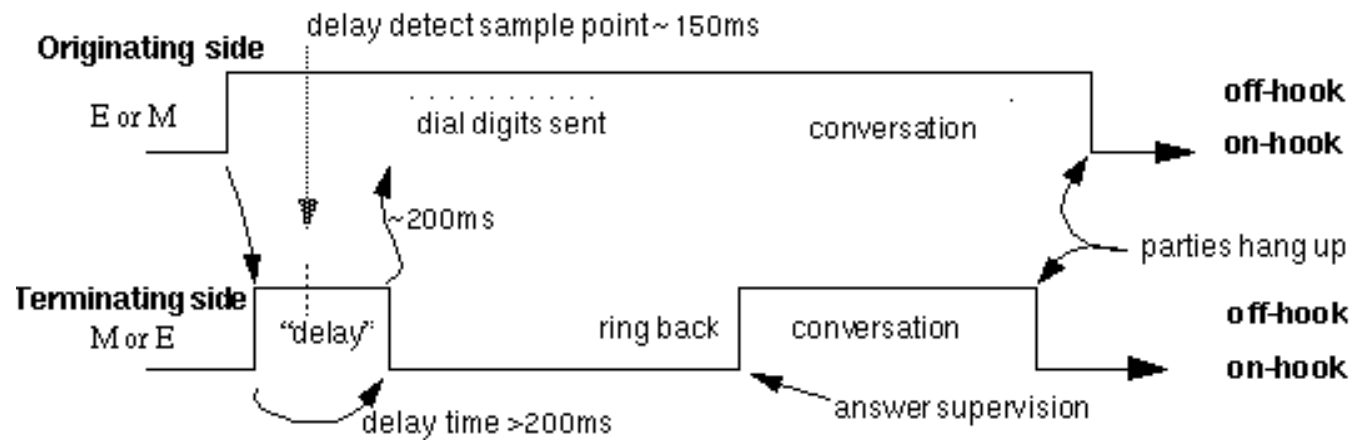 delay detect sample point~ 150ms
Originating side
E or M
off-hook
dial digits sent
conversation
on-hook
~200ms
parties hang up
Terminating side
M or E
"delay"
ring back
conversation
off-hook
on-hook
delay time >200ms
answer supervision